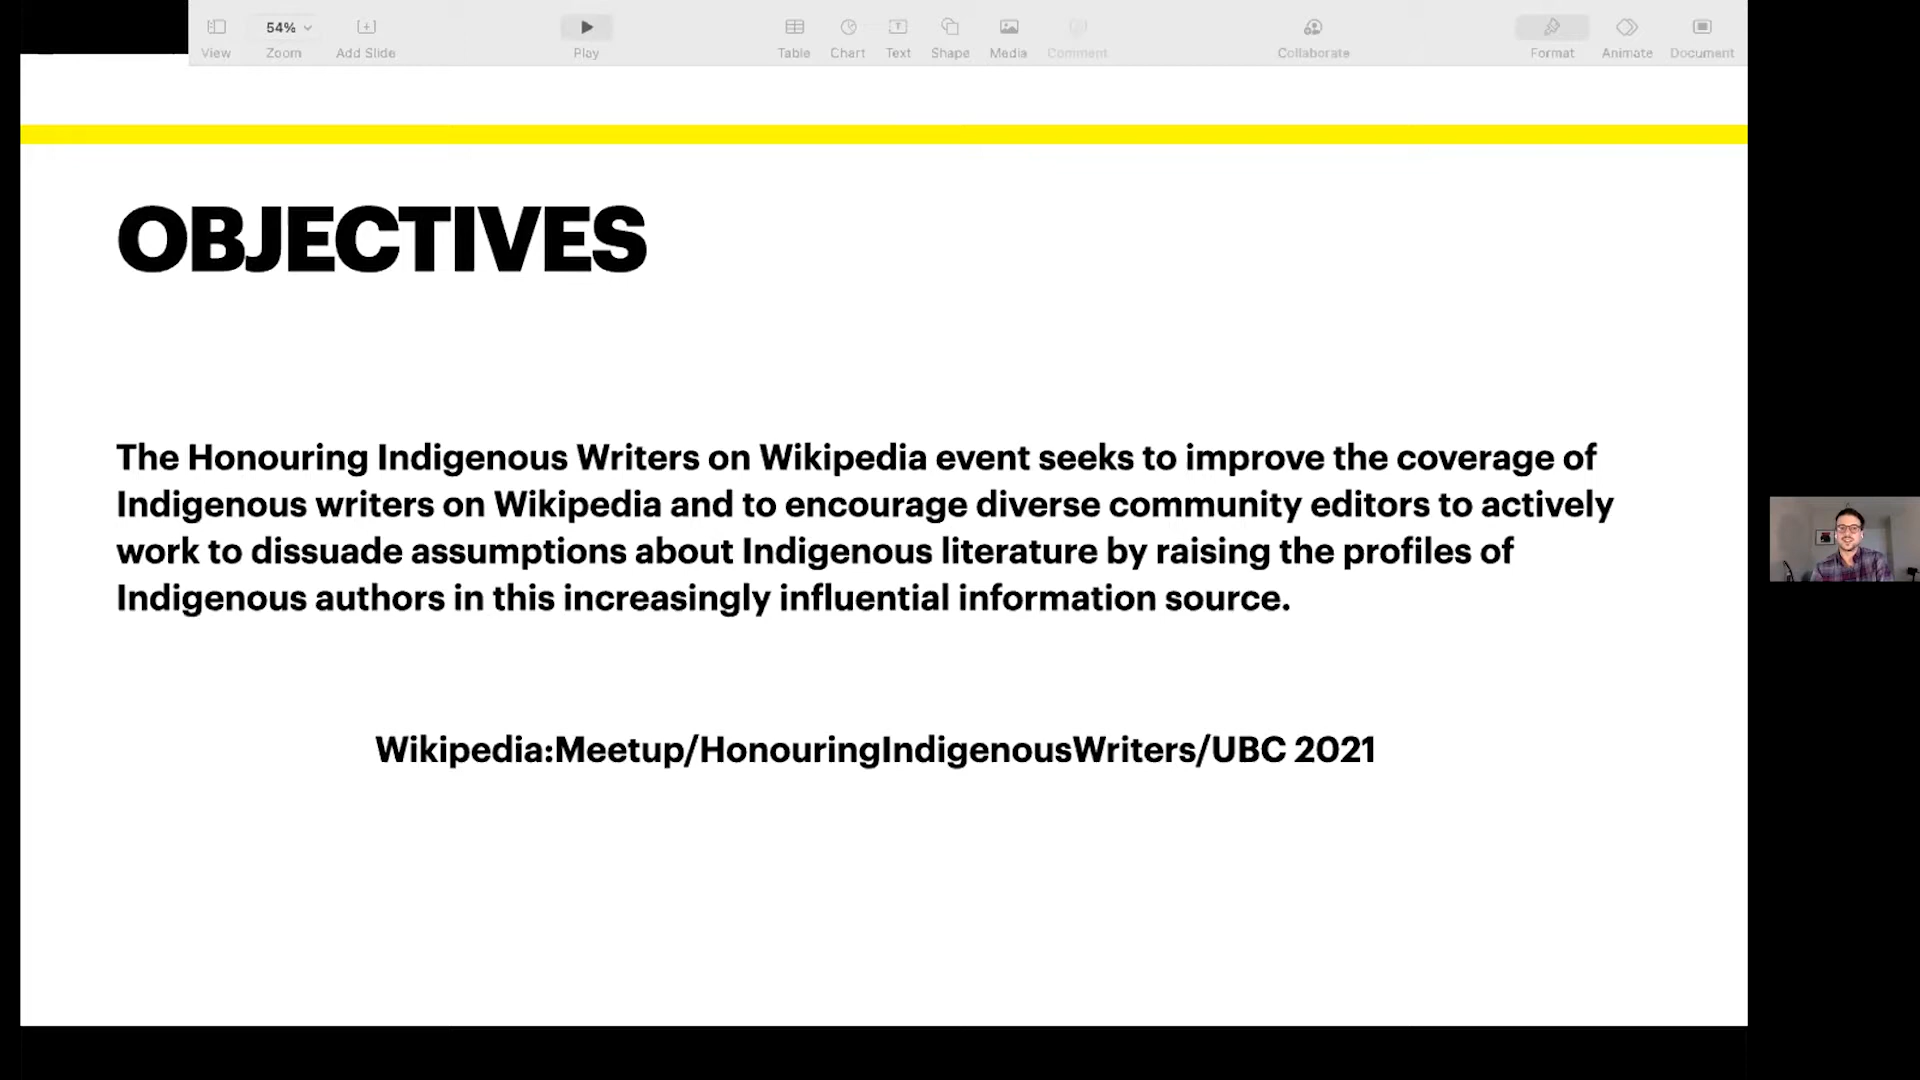 54%
View
Zoom
Add Slide
Play
Table
Chart
Text
Shape
Media
Comment
Collaborate
Format
Animate
Document
OBJECTIVES
The Honouring Indigenous Writers on Wikipedia event seeks to improve the coverage of
Indigenous writers on Wikipedia and to encourage diverse community editors to actively
work to dissuade assumptions about Indigenous literature by raising the profiles of
Indigenous authors in this increasingly influential information source.
Wikipedia:Meetup/HonouringIndigenousWriters/UBC 2021